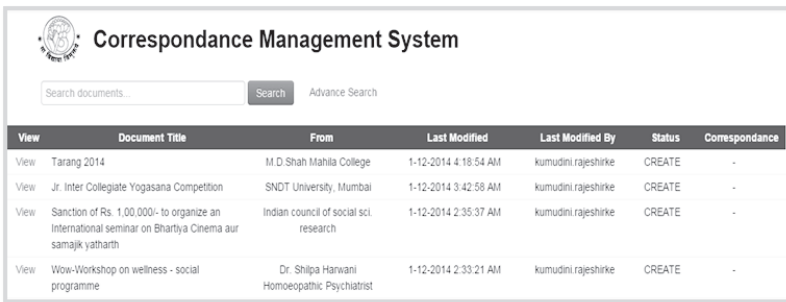 Correspondance Management System
Search documents... Search Advance Search
View Document Title From Last Modified Last Modified By Status Correspondance
View Tarang 2014 M.D.Shah Mahila College 1-12-2014 4:18:54 AM kumudini.rajeshirke CREATE -
View Jr. Inter Collegiate Yogasana Competition SNDT University, Mumbai 1-12-2014 3:42:58 AM kumudini.rajeshirke CREATE -
View Sanction of Rs. 1,00,000/- to organize an Indian council of social sci. 1-12-2014 2:35:37 AM kumudini.rajeshirke CREATE -
International seminar on Bhartiya Cinema aur research
samajik yatharth
View Wow-Workshop on wellness - social Dr. Shilpa Harwani 1-12-2014 2:33:21 AM kumudini.rajeshirke CREATE -
programme Homoeopathic Psychiatrist